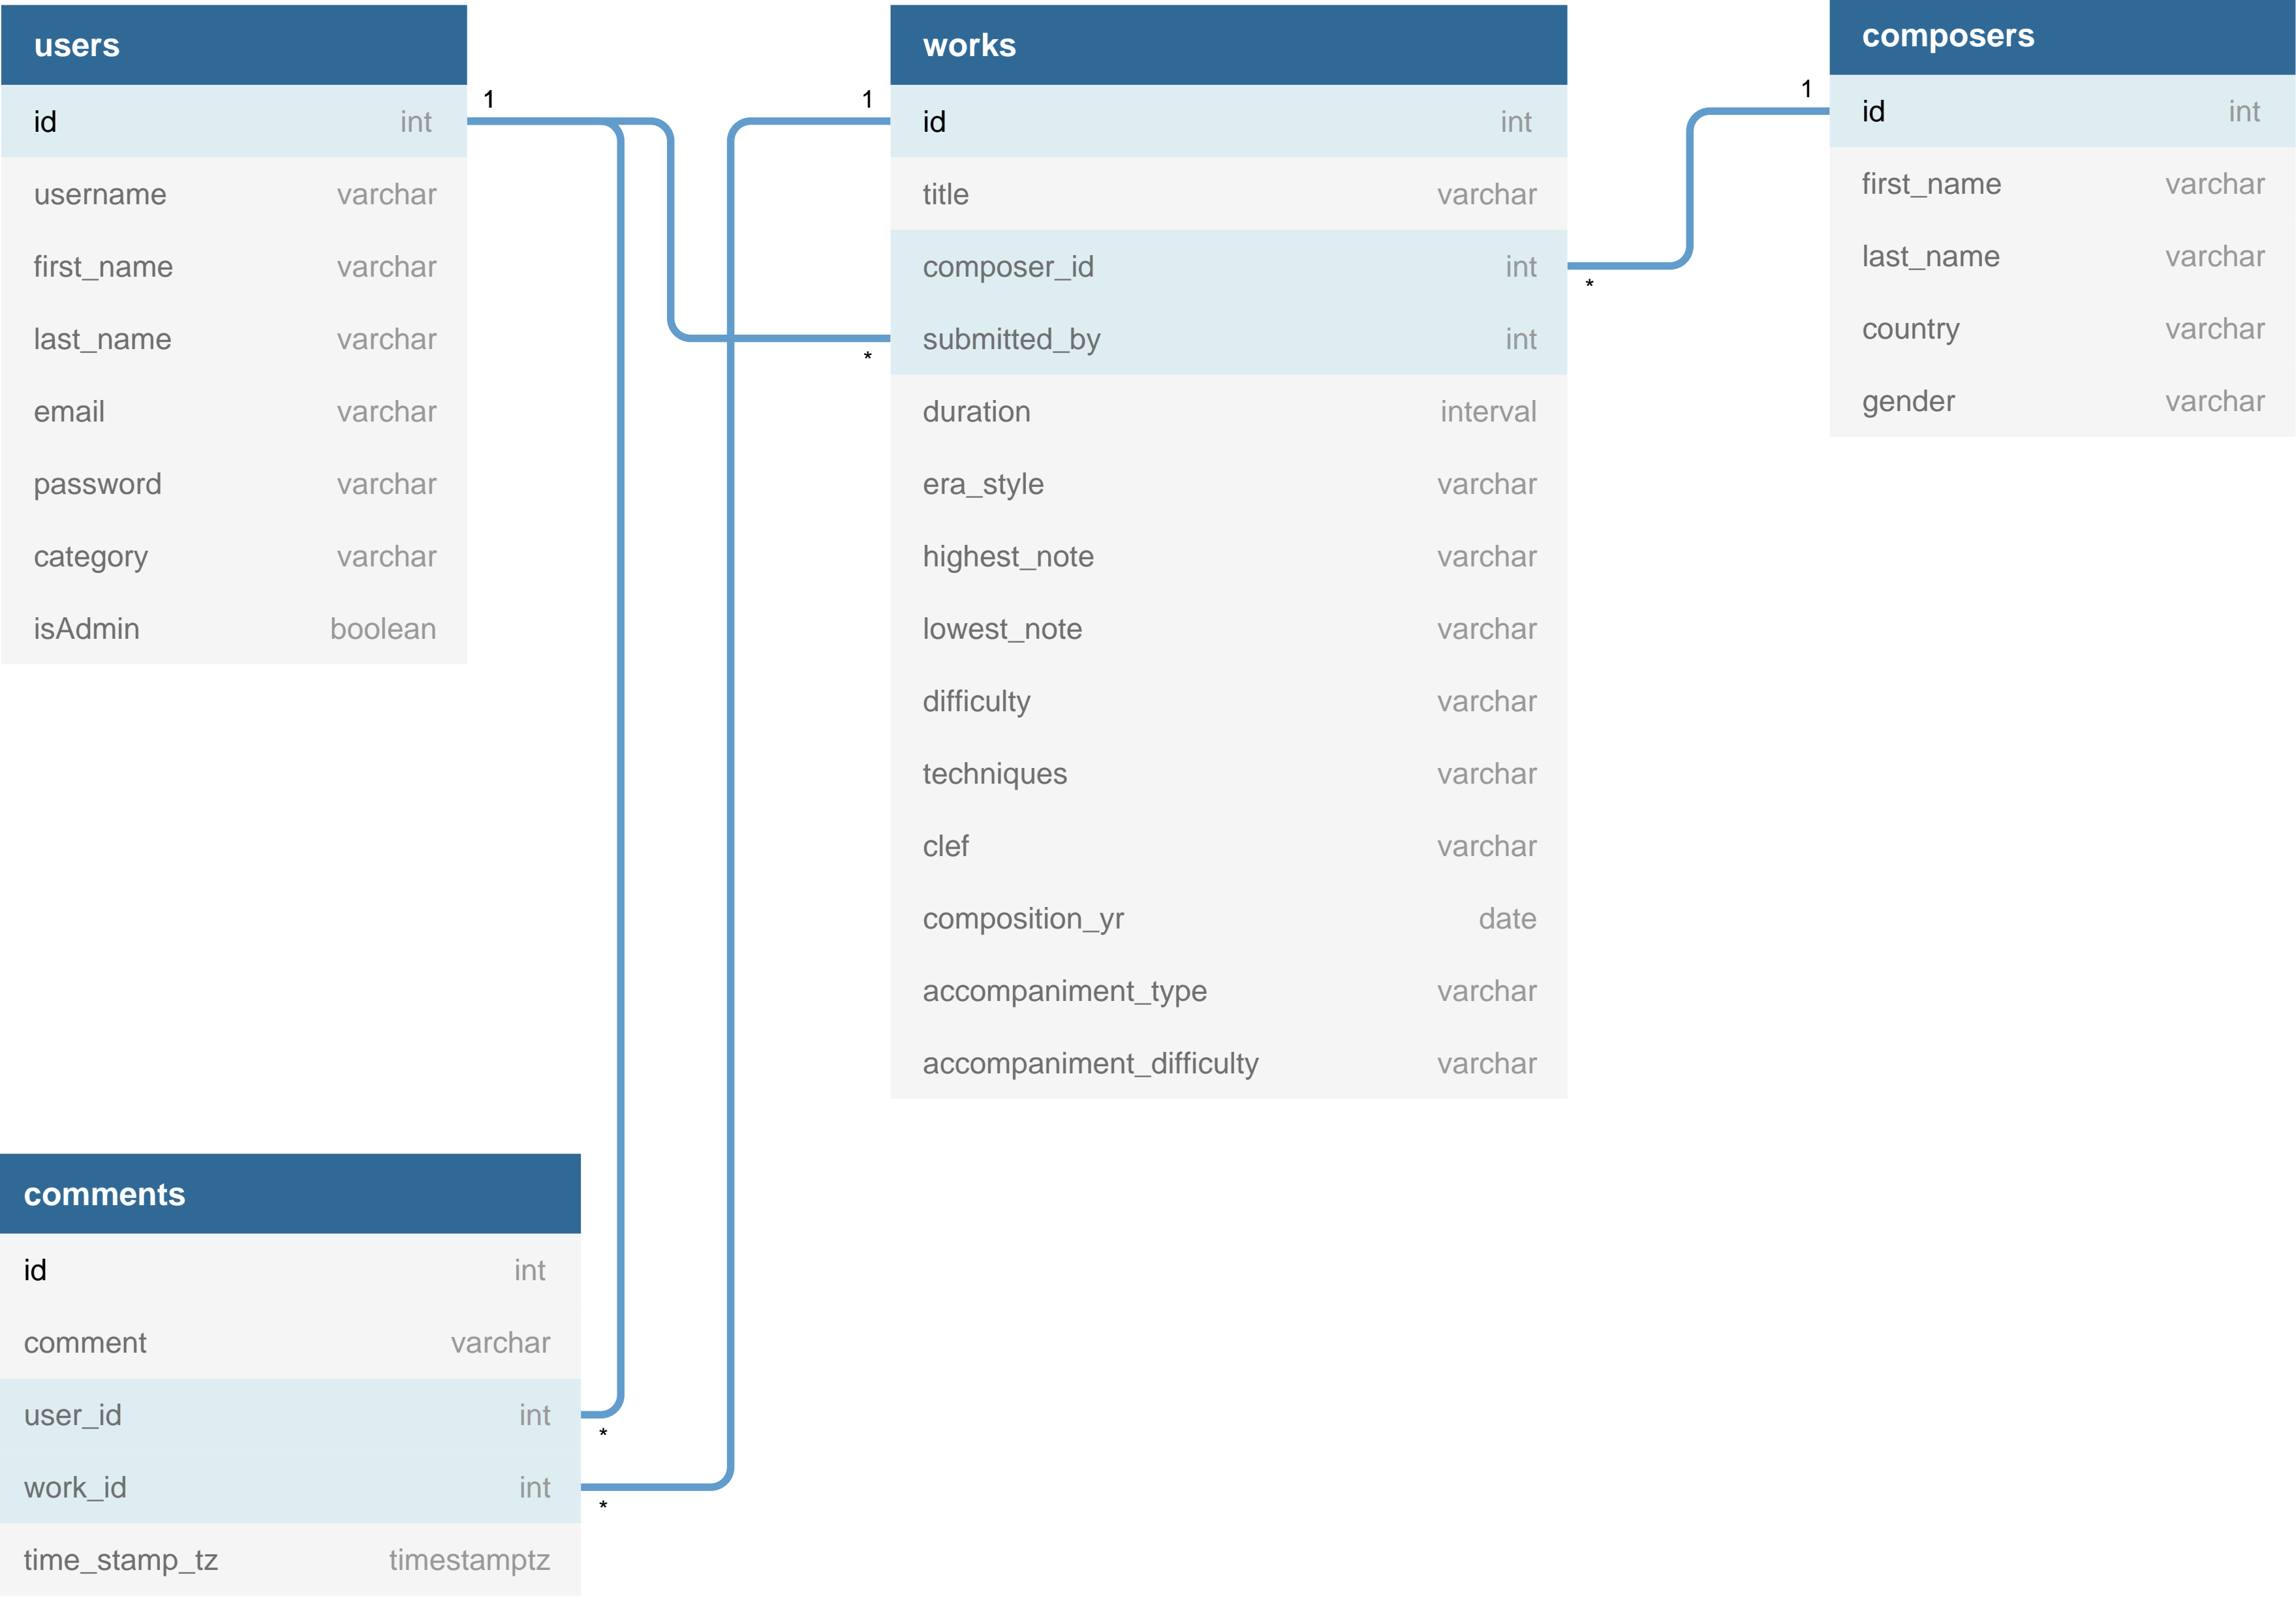 users
id int
username varchar
first_name varchar
last_name varchar
email varchar
password varchar
category varchar
isAdmin boolean
1
*
1
works
id int
title varchar
composer_id int
submitted_by int
duration interval
era_style varchar
highest_note varchar
lowest_note varchar
difficulty varchar
techniques varchar
clef varchar
composition_yr date
accompaniment_type varchar
accompaniment_difficulty varchar
*
1
composers
id int
first_name varchar
last_name varchar
country varchar
gender varchar
comments
id int
comment varchar
user_id int
work_id int
time_stamp_tz timestamptz
*
*